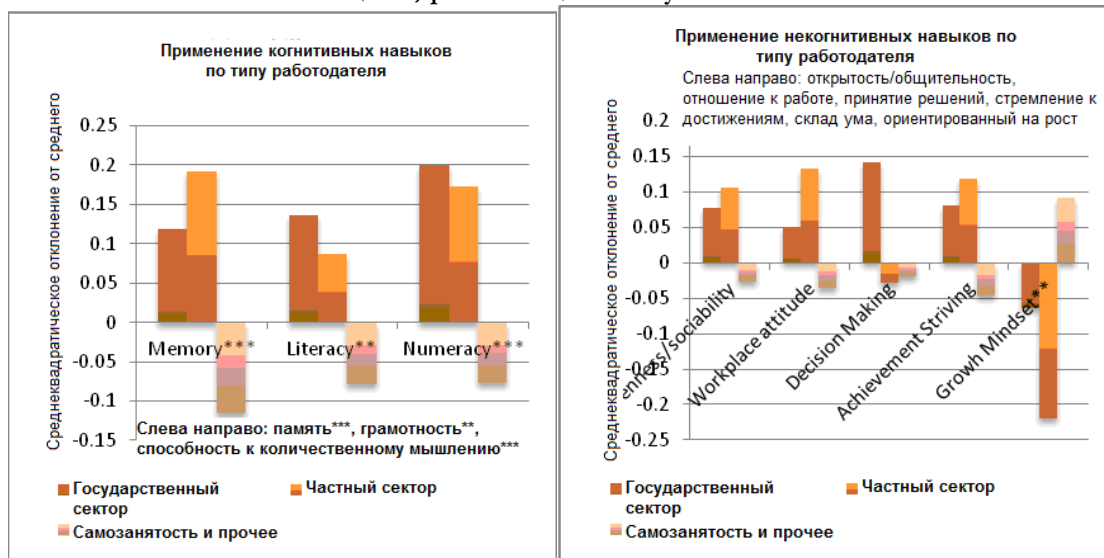 Применение когнитивных навыков
по типу работодателя
Среднеквадратическое отклонение от среднего
0.25
0.2
0.15
0.1
0.05
0
-0.05
-0.1
-0.15
Memory*** Literacy** Numeracy***
Слева направо: память***, грамотность**,
способность к количественному мышлению***
Государственный
сектор
Частный сектор
Самозанятость и прочее
Применение некогнитивных навыков по
типу работодателя
Слева направо: открытость/общительность,
отношение к работе, принятие решений, стремление к
достижениям, склад ума, ориентированный на рост
Среднеквадратическое отклонение от среднего
0.2
0.15
0.1
0.05
0
-0.05
-0.1
-0.15
-0.2
-0.25
enness/sociability
Workplace attitude
Decision Making
Achievement Striving
Growh Mindset**
Государственный
сектор
Частный сектор
Самозанятость и прочее